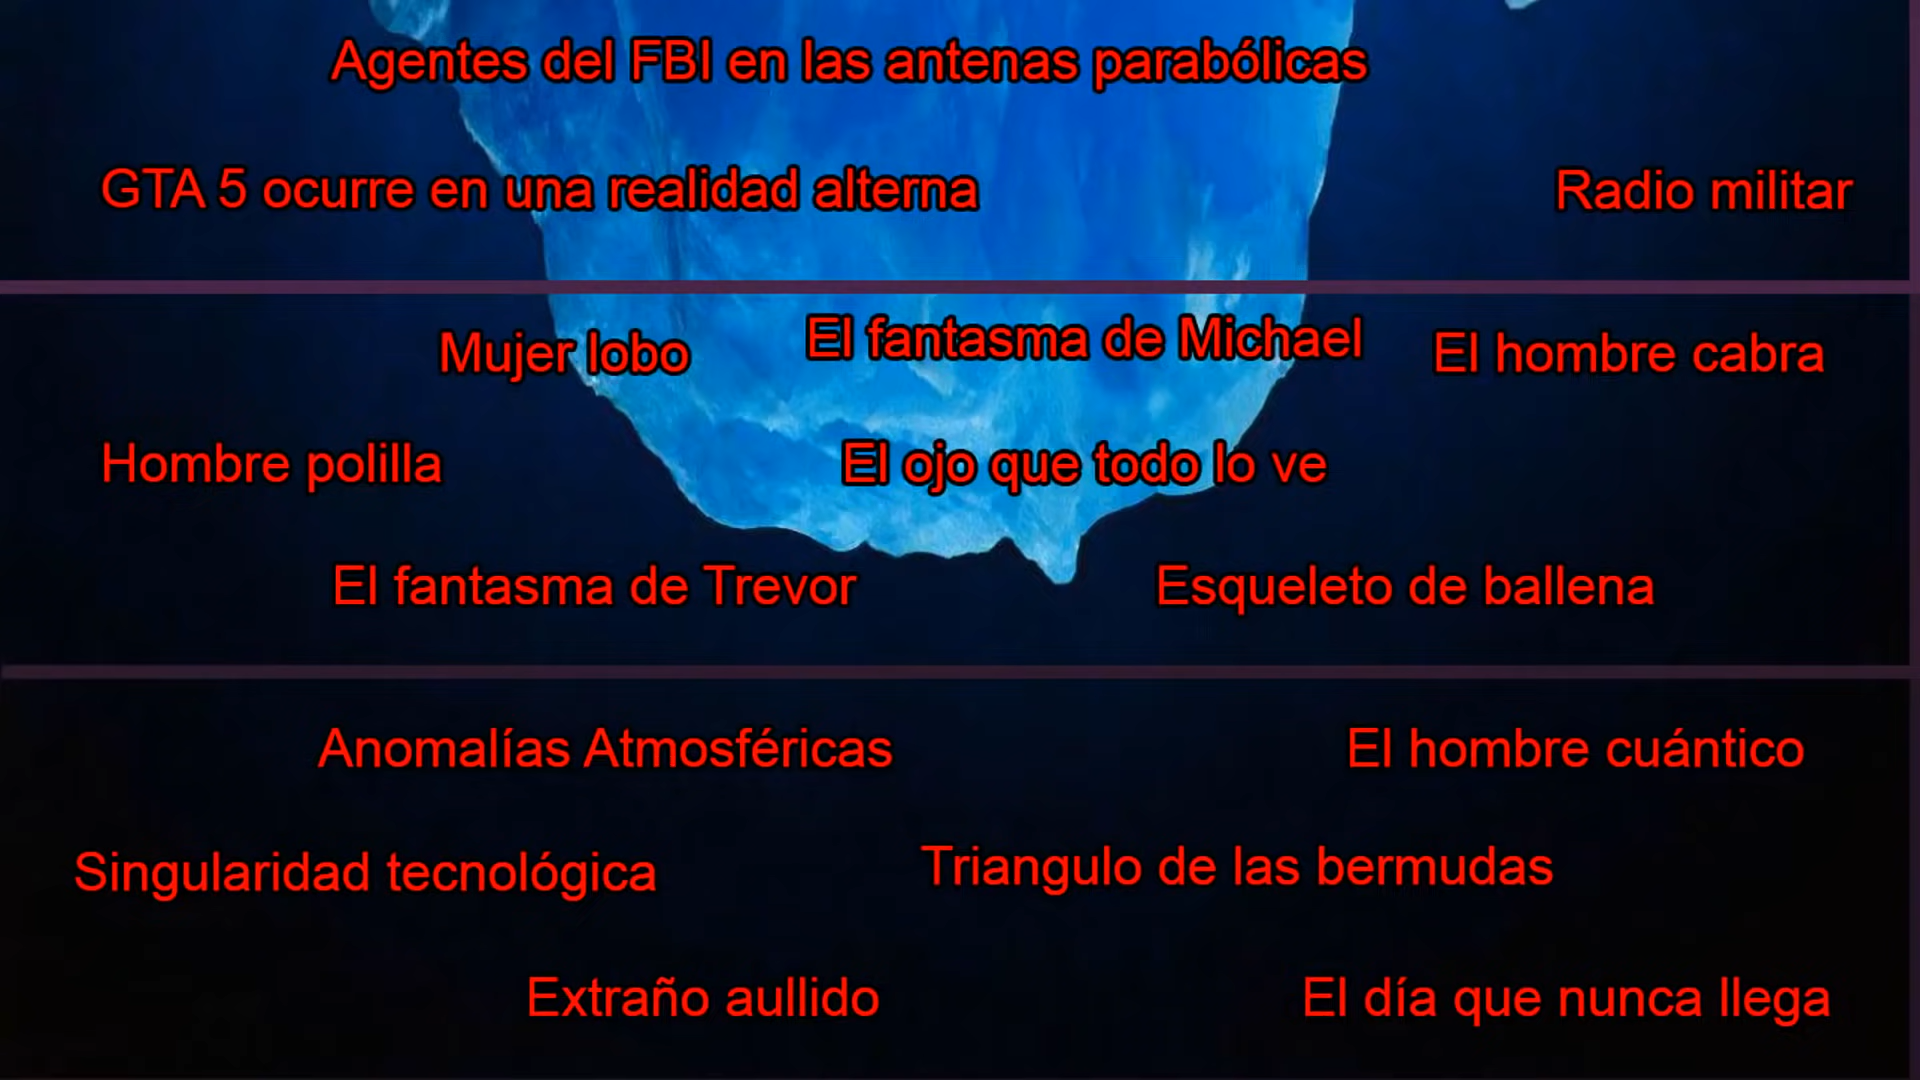 Agentes del FBI en las antenas parabólicas
GTA 5 ocurre en una realidad alterna
Radio militar
Mujer lobo
El fantasma de Michael
El hombre cabra
Hombre polilla
El ojo que todo lo ve
El fantasma de Trevor
Esqueleto de ballena
Anomalías Atmosféricas
El hombre cuántico
Singularidad tecnológica
Triangulo de las bermudas
Extraño aullido
El día que nunca llega